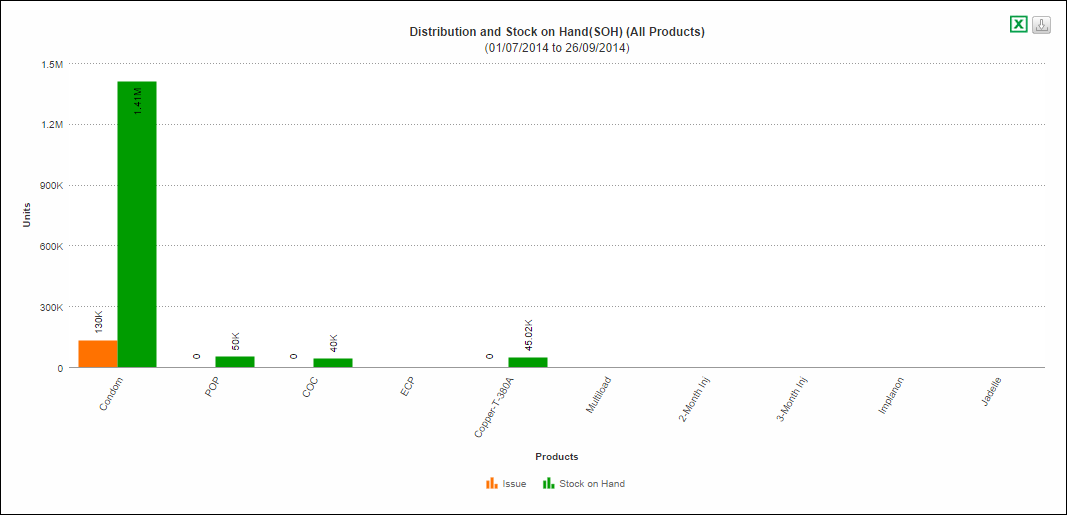 Distribution and Stock on Hand(SOH) (All Products)
(01/07/2014 to 26/09/2014)
1.5M
1.2M
900K
600K
300K
0
Units
130K
1.41M
0
50K
0
40K
0
45.02K
Condom
POP
COC
ECP
Copper-T-380A
Multiload
2-Month Inj
3-Month Inj
Implanon
Jadelle
Products
Issue
Stock on Hand